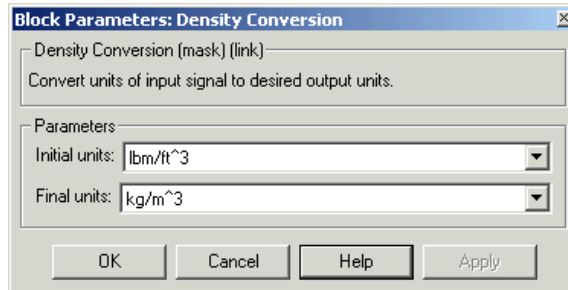 Block Parameters: Density Conversion
Density Conversion (mask) (link)
Convert units of input signal to desired output units.
Parameters
Initial units: lbm/ft^3
Final units: kg/m^3
OK Cancel Help Apply